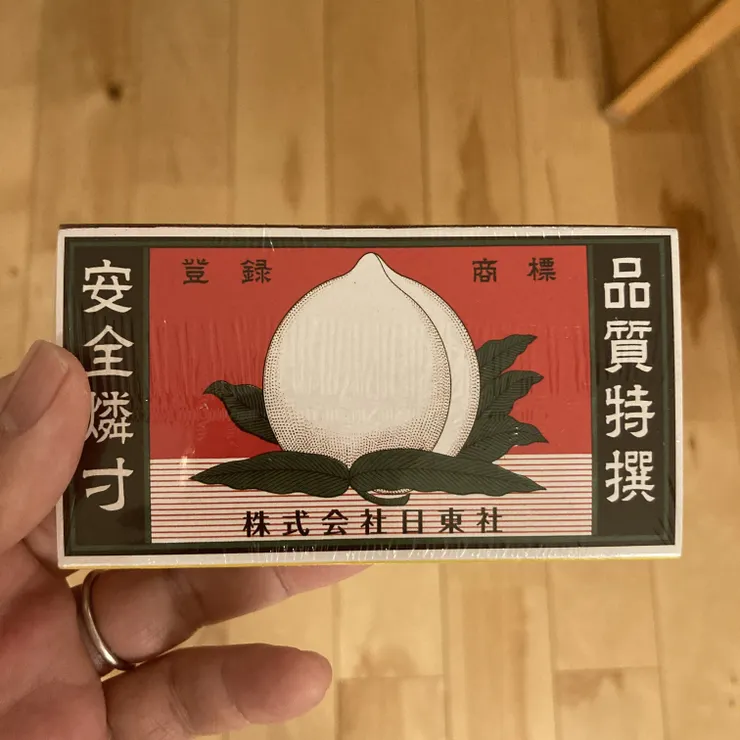 登録 商標
安全燐寸
品質特撰
株式会社日東社